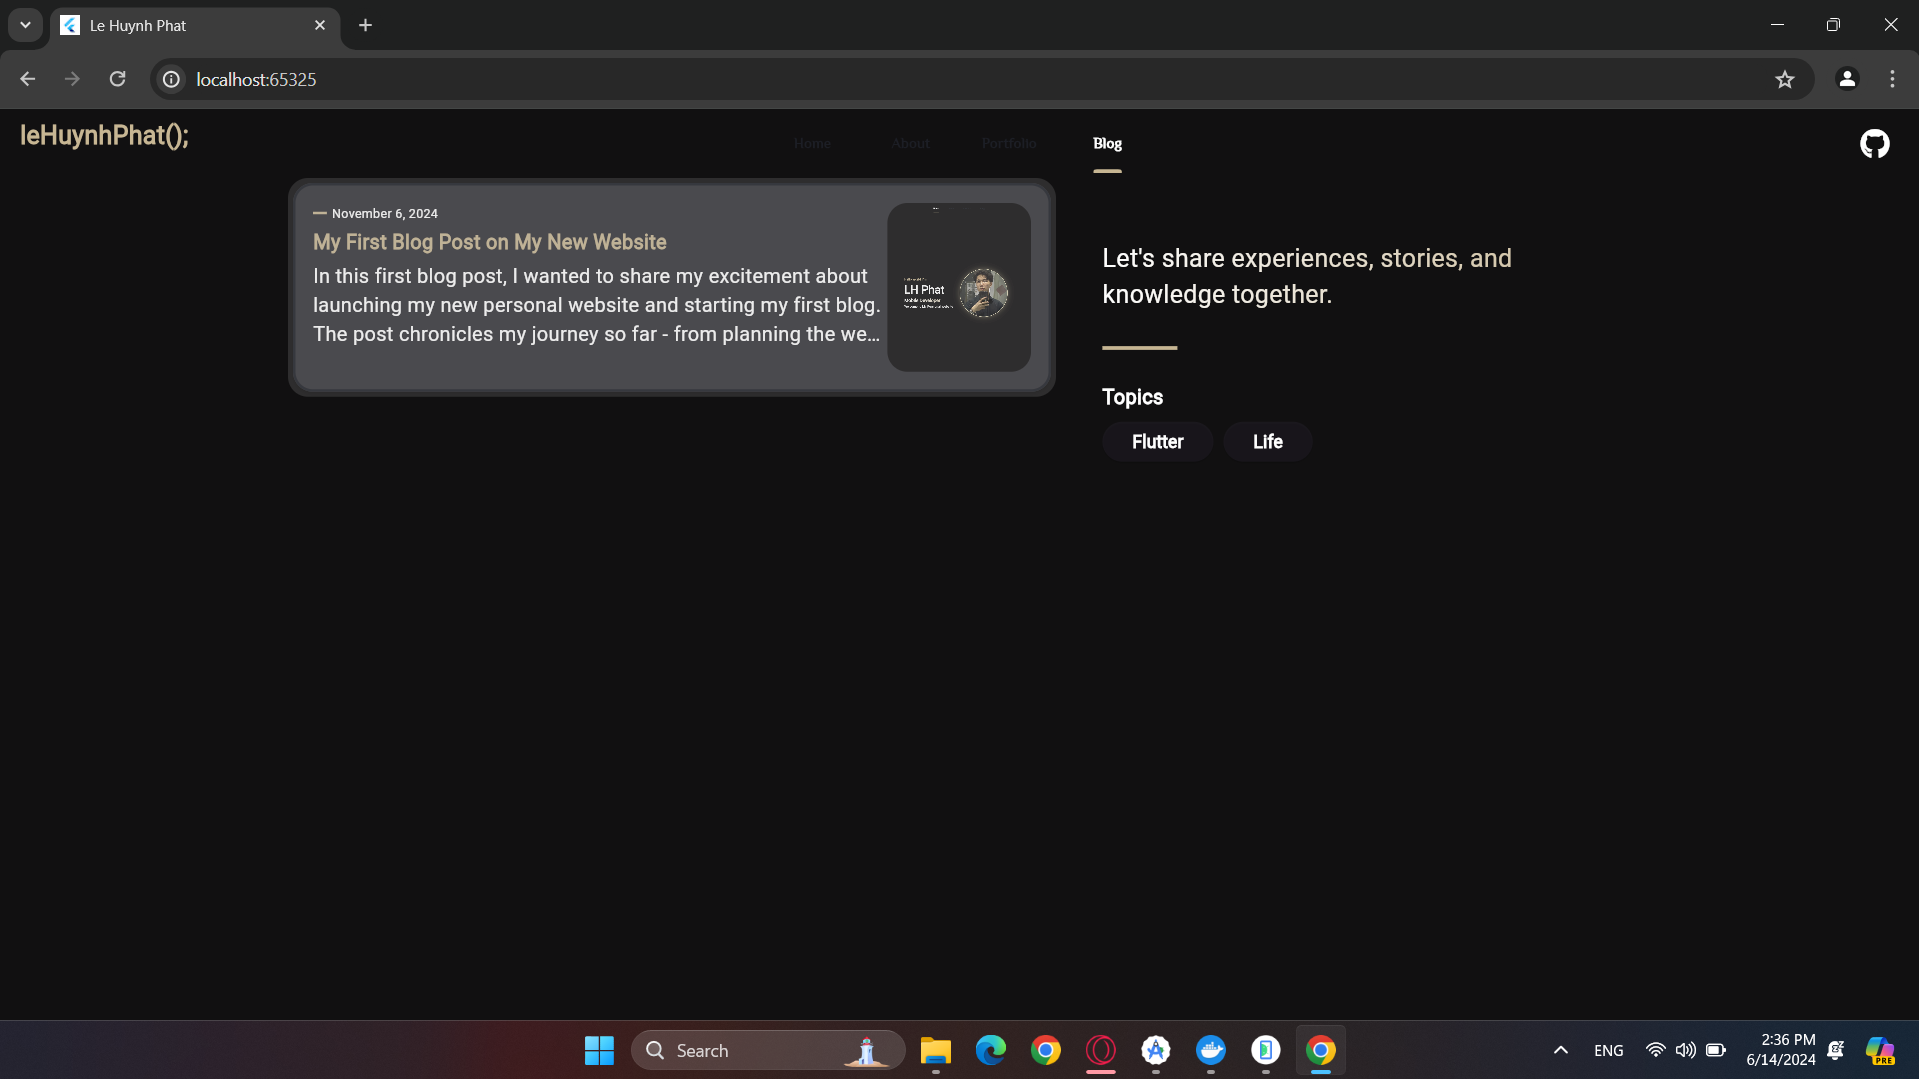 Le Huynh Phat
localhost:65325
leHuynhPhat();
Home
About
Portfolio
Blog
November 6, 2024
My First Blog Post on My New Website
In this first blog post, I wanted to share my excitement about
launching my new personal website and starting my first blog.
The post chronicles my journey so far - from planning the we...
LH Phat
Mobile Developer
Let's share experiences, stories, and
knowledge together.
Topics
Flutter
Life
Search
ENG
2:36 PM
6/14/2024
PRE